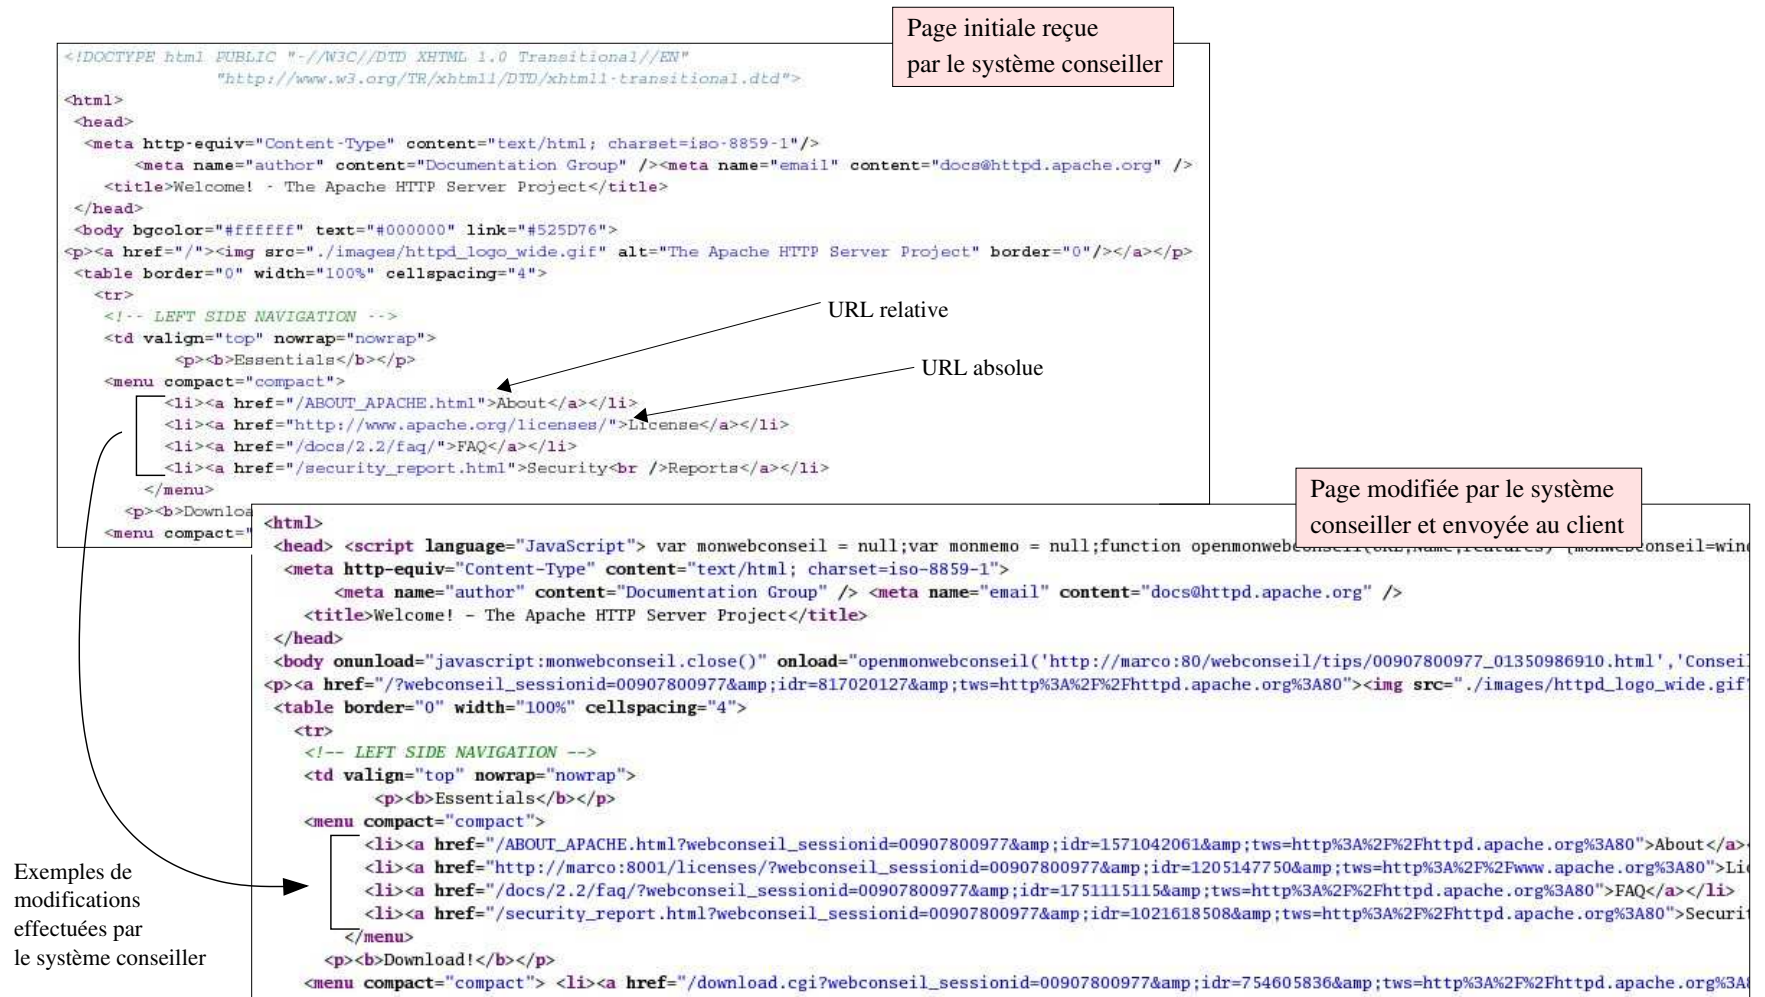 Page initiale reçue
par le système conseiller
<!DOCTYPE html PUBLIC "-//W3C//DTD XHTML 1.0 Transitional//EN"
"http://www.w3.org/TR/xhtml1/DTD/xhtml1-transitional.dtd">
<html>
<head>
<meta http-equiv="Content-Type" content="text/html; charset=iso-8859-1"/>
<meta name="author" content="Documentation Group" /><meta name="email" content="docs@httpd.apache.org" />
<title>Welcome! - The Apache HTTP Server Project</title>
</head>
<body bgcolor="#ffffff" text="#000000" link="#525D76">
<p><a href="/"><img src="./images/httpd_logo_wide.gif" alt="The Apache HTTP Server Project" border="0"/></a></p>
<table border="0" width="100%" cellspacing="4">
<tr>
<!-- LEFT SIDE NAVIGATION -->
<td valign="top" nowrap="nowrap">
<p><b>Essentials</b></p>
<menu compact="compact">
<li><a href="/ABOUT_APACHE.html">About</a></li>
<li><a href="http://www.apache.org/licenses/">License</a></li>
<li><a href="/docs/2.2/faq/">FAQ</a></li>
<li><a href="/security_report.html">Security<br />Reports</a></li>
</menu>
<p><b>Downloa
<menu compact="
URL relative
URL absolue
Page modifiée par le système
conseiller et envoyée au client
<html>
<head> <script language="JavaScript"> var monwebconseil = null;var monmemo = null;function openmonwebconseil(URL,Name,features) {monwebconseil=wind
<meta http-equiv="Content-Type" content="text/html; charset=iso-8859-1">
<meta name="author" content="Documentation Group" /> <meta name="email" content="docs@httpd.apache.org" />
<title>Welcome! - The Apache HTTP Server Project</title>
</head>
<body onunload="javascript:monwebconseil.close()" onload="openmonwebconseil('http://marco:80/webconseil/tips/00907800977_01350986910.html','Conseil
<p><a href="/?webconseil_sessionid=00907800977&amp;idr=817020127&amp;tws=http%3A%2F%2Fhttpd.apache.org%3A80"><img src="./images/httpd_logo_wide.gif?
<table border="0" width="100%" cellspacing="4">
<tr>
<!-- LEFT SIDE NAVIGATION -->
<td valign="top" nowrap="nowrap">
<p><b>Essentials</b></p>
<menu compact="compact">
<li><a href="/ABOUT_APACHE.html?webconseil_sessionid=00907800977&amp;idr=1571042061&amp;tws=http%3A%2F%2Fhttpd.apache.org%3A80">About</a>
<li><a href="http://marco:8001/licenses/?webconseil_sessionid=00907800977&amp;idr=1205147750&amp;tws=http%3A%2F%2Fwww.apache.org%3A80">Lic
<li><a href="/docs/2.2/faq/?webconseil_sessionid=00907800977&amp;idr=1751115115&amp;tws=http%3A%2F%2Fhttpd.apache.org%3A80">FAQ</a></li>
<li><a href="/security_report.html?webconseil_sessionid=00907800977&amp;idr=1021618508&amp;tws=http%3A%2F%2Fhttpd.apache.org%3A80">Securit
</menu>
<p><b>Download!</b></p>
<menu compact="compact"> <li><a href="/download.cgi?webconseil_sessionid=00907800977&amp;idr=754605836&amp;tws=http%3A%2F%2Fhttpd.apache.org%3A8
Exemples de
modifications
effectuées par
le système conseiller